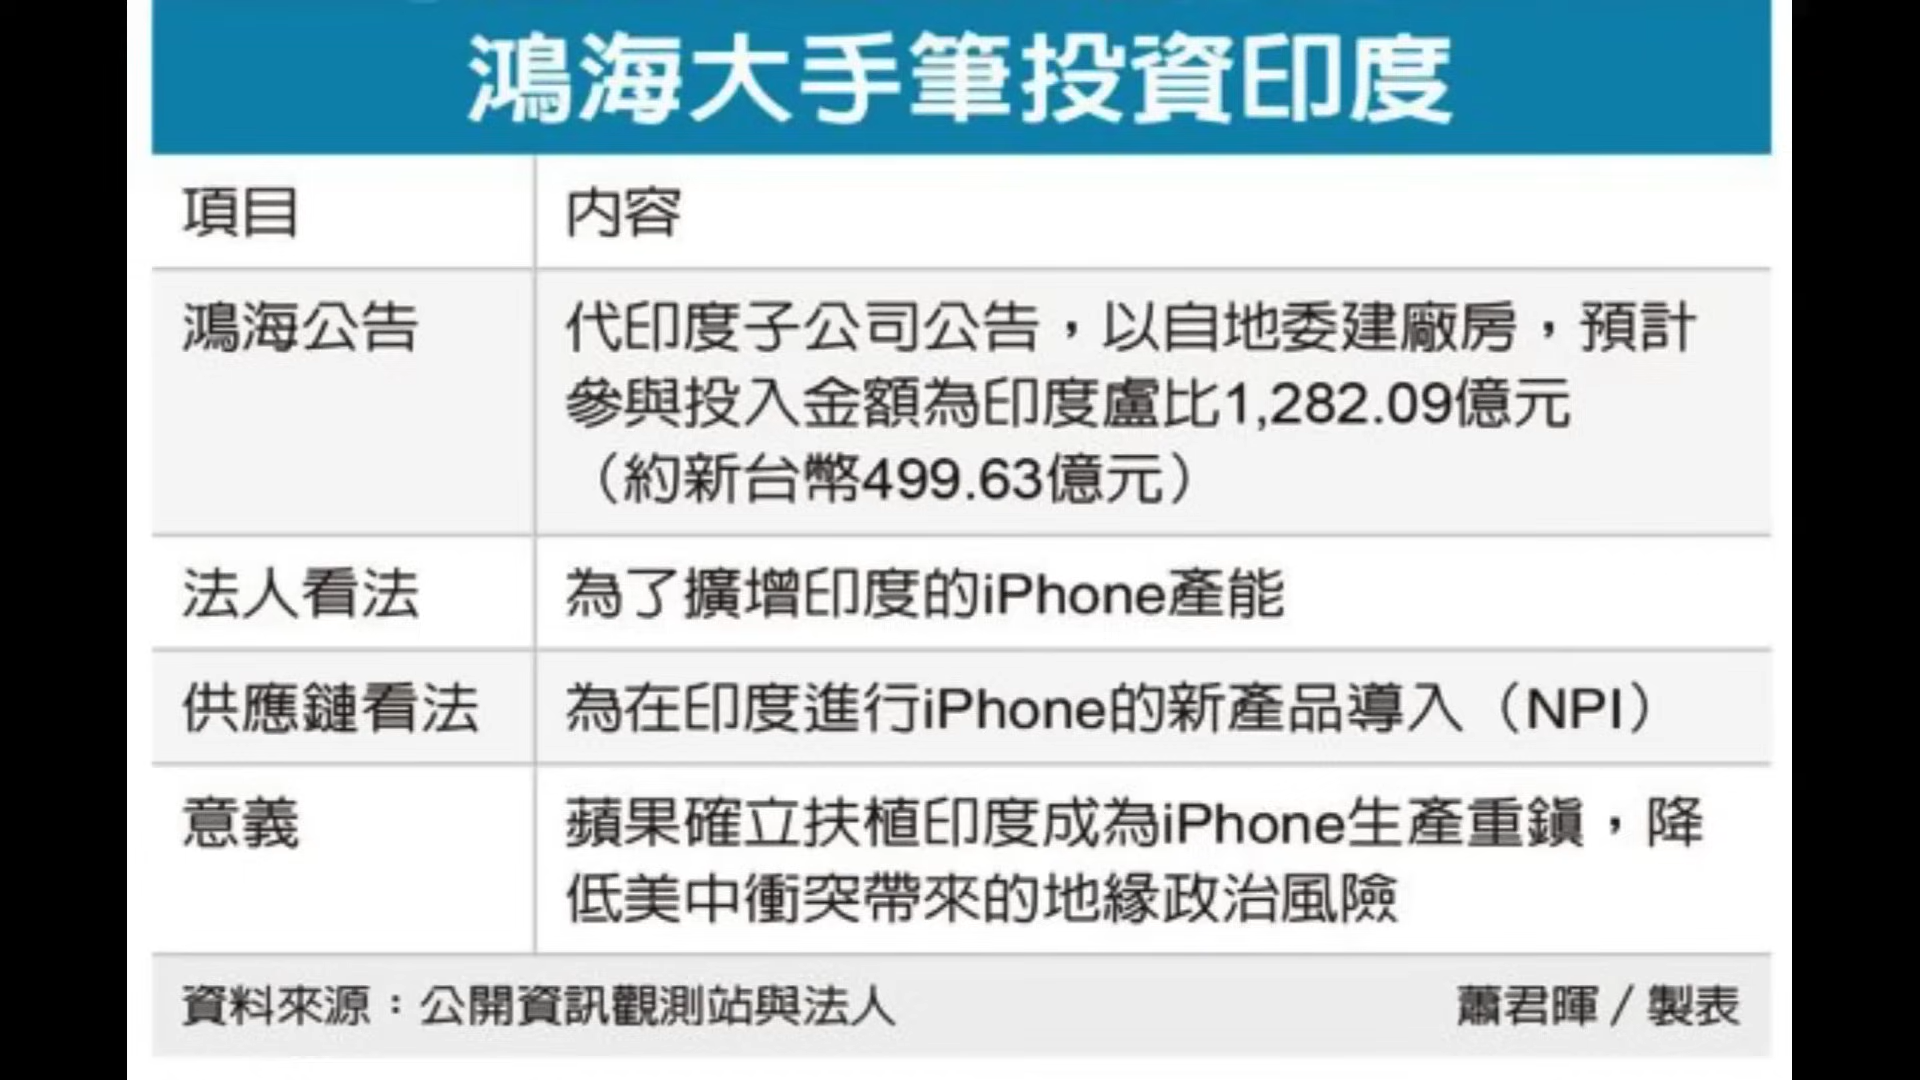 鴻海大手筆投資印度
項目 內容
鴻海公告 代印度子公司公告，以自地委建廠房，預計
參與投入金額為印度盧比1,282.09億元
（約新台幣499.63億元）
法人看法 為了擴增印度的iPhone產能
供應鏈看法 為在印度進行iPhone的新產品導入（NPI）
意義 蘋果確立扶植印度成為iPhone生產重鎮，降
低美中衝突帶來的地緣政治風險
資料來源：公開資訊觀測站與法人 蕭君暉／製表